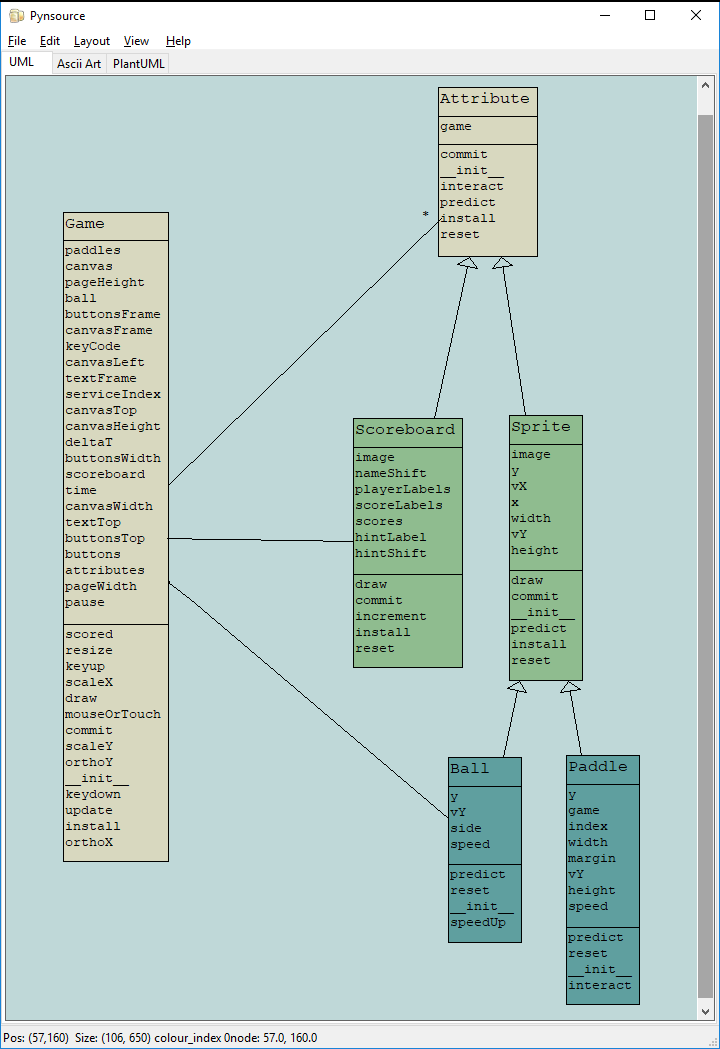 Pynsource
File Edit Layout View Help
UML Ascii Art PlantUML
Attribute
game
commit
__init__
interact
predict
install
reset
*
Game
paddles
canvas
pageHeight
ball
buttonsFrame
canvasFrame
keyCode
canvasLeft
textFrame
serviceIndex
canvasTop
canvasHeight
deltaT
buttonsWidth
scoreboard
time
canvasWidth
textTop
buttonsTop
buttons
attributes
pageWidth
pause
scored
resize
keyup
scaleX
draw
mouseOrTouch
commit
scaleY
orthoY
__init__
keydown
update
install
orthoX
Scoreboard
image
nameShift
playerLabels
scoreLabels
scores
hintLabel
hintShift
draw
commit
increment
install
reset
Sprite
image
y
vX
x
width
vY
height
draw
commit
__init__
predict
install
reset
Ball
y
vY
side
speed
predict
reset
__init__
speedUp
Paddle
y
game
index
width
margin
vY
height
speed
predict
reset
__init__
interact
Pos: (57,160) Size: (106, 650) colour_index 0node: 57.0, 160.0